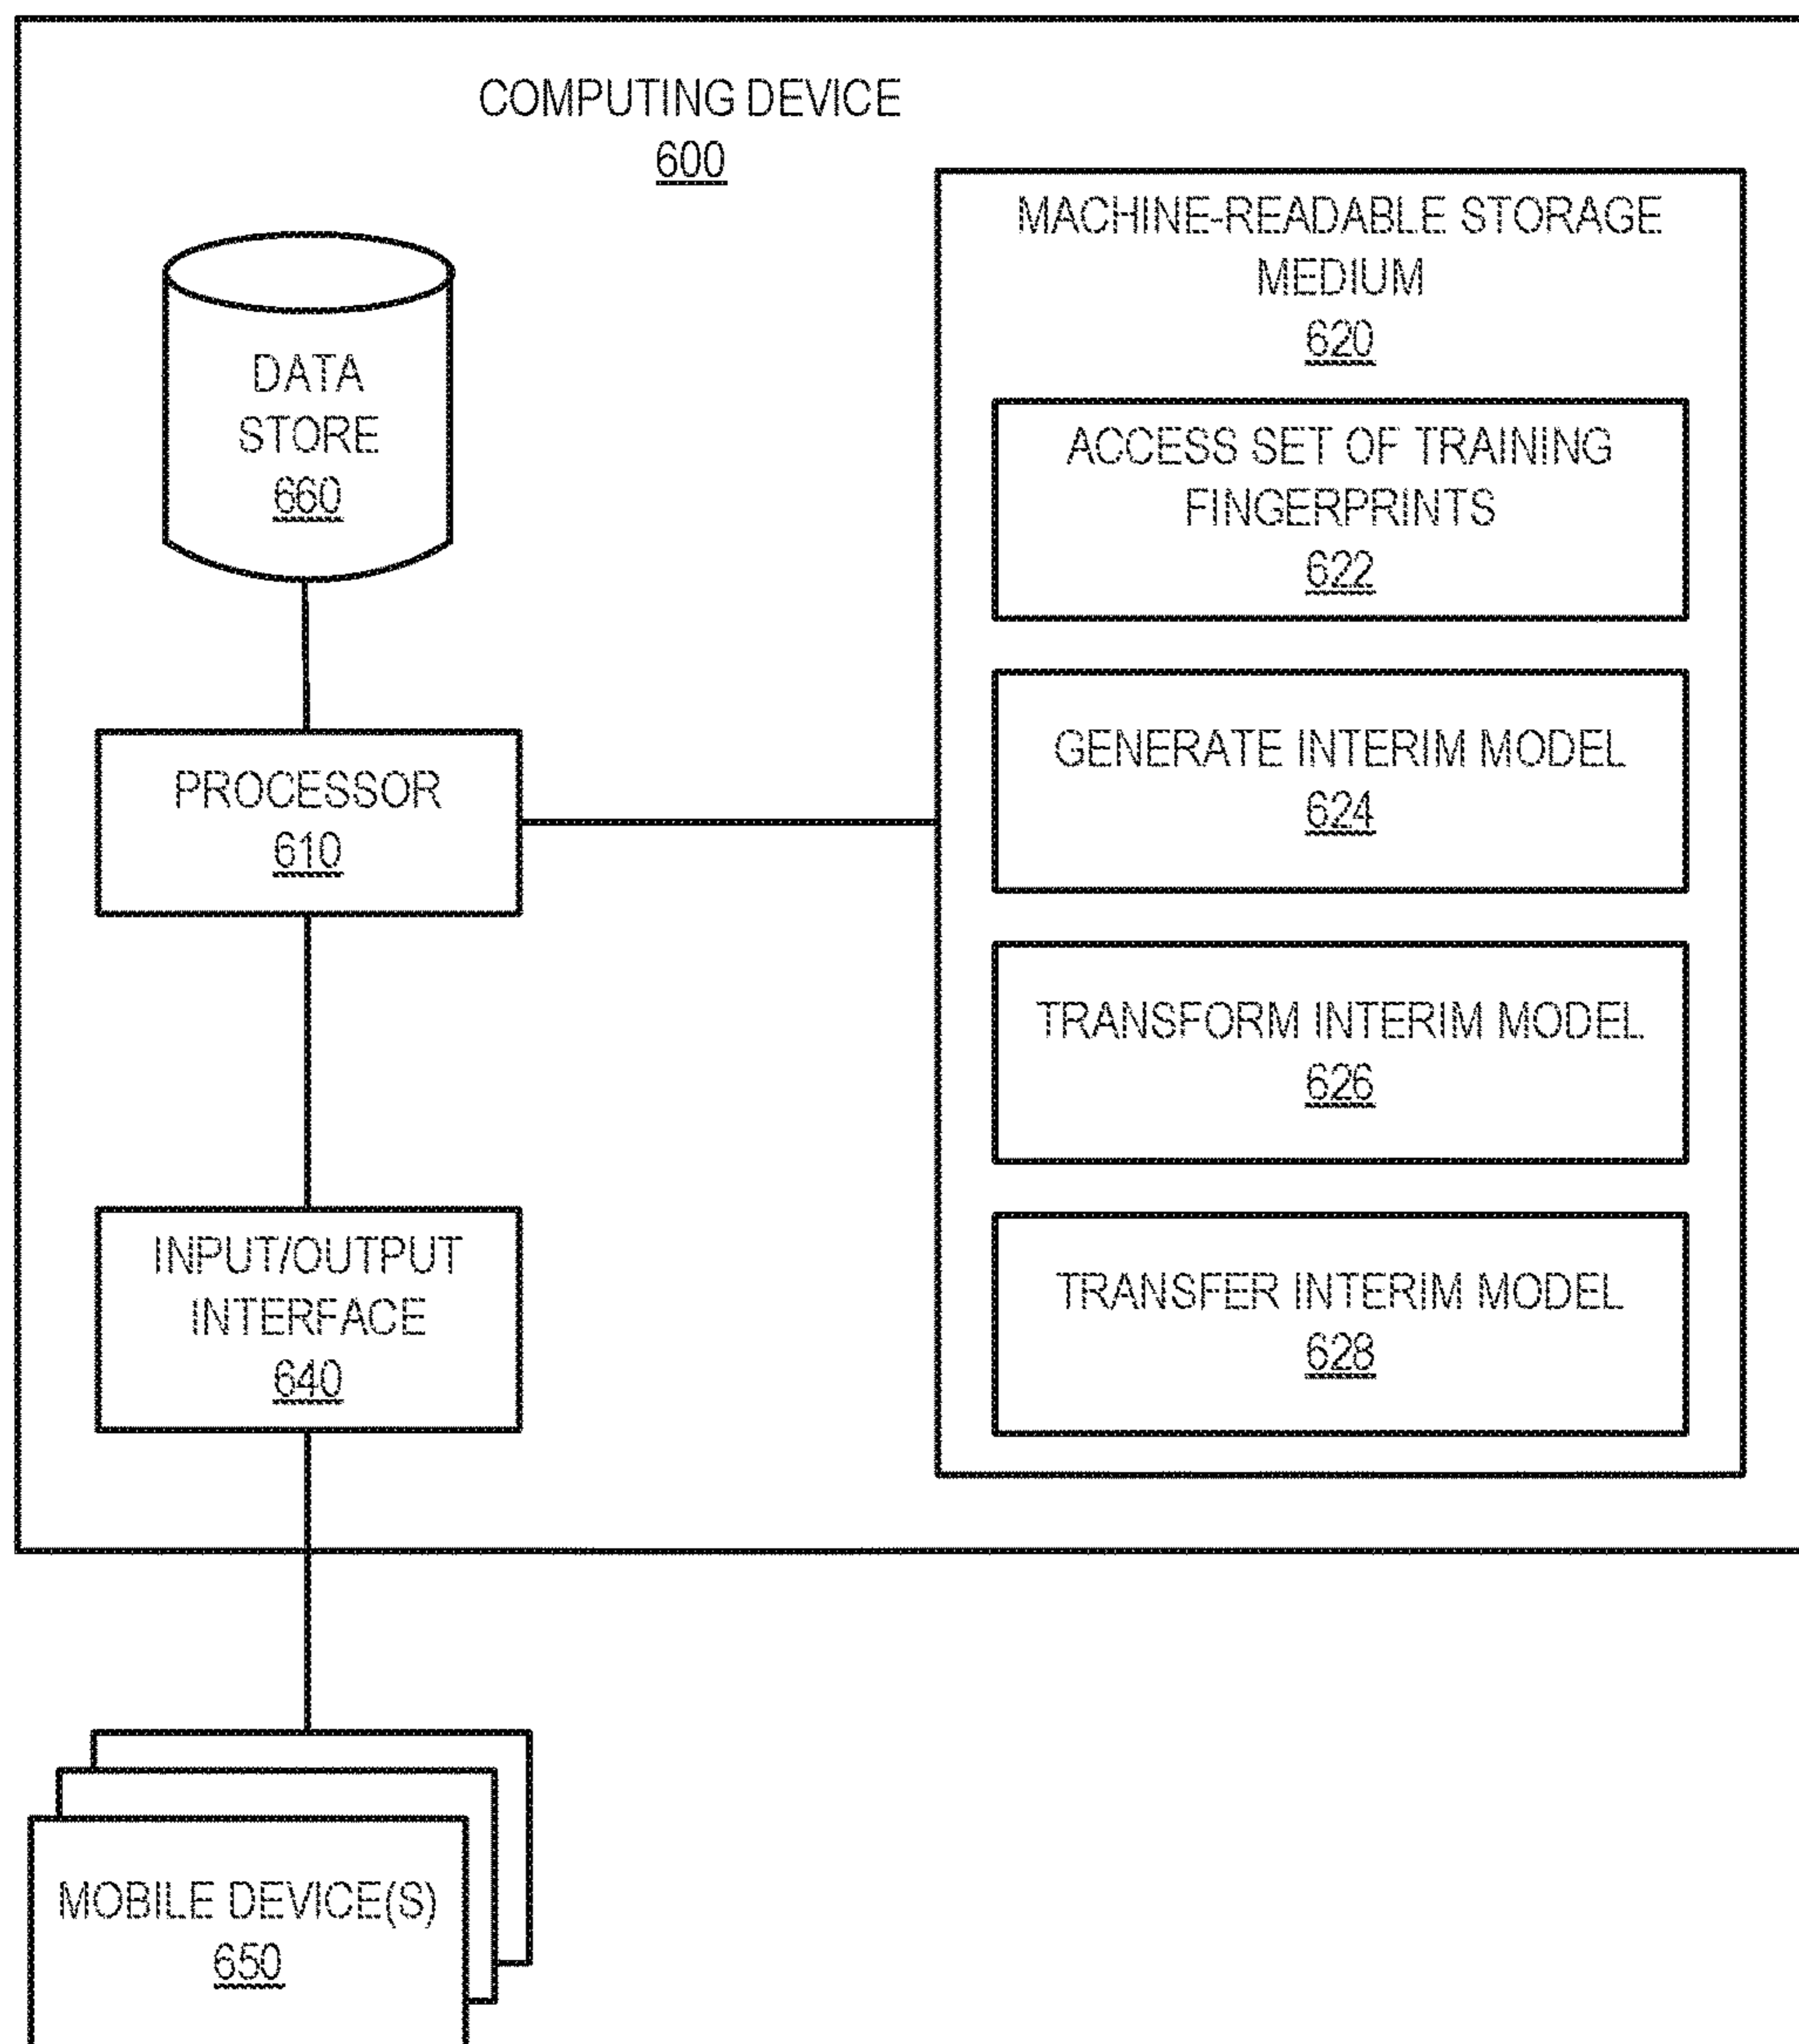 COMPUTING DEVICE
600
DATA
STORE
660
PROCESSOR
610
INPUT/OUTPUT
INTERFACE
640
MACHINE-READABLE STORAGE
MEDIUM
620
ACCESS SET OF TRAINING
FINGERPRINTS
622
GENERATE INTERIM MODEL
624
TRANSFORM INTERIM MODEL
626
TRANSFER INTERIM MODEL
628
MOBILE DEVICE(S)
650